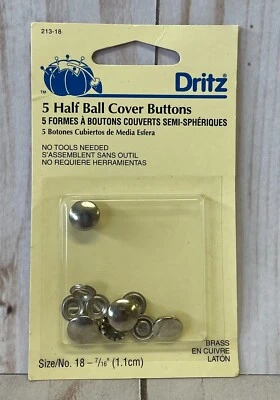 213-18
Dritz®
5 Half Ball Cover Buttons
5 FORMES À BOUTONS COUVERTS SEMI-SPHÉRIQUES
5 Botones Cubiertos de Media Esfera
NO TOOLS NEEDED
S'ASSEMBLENT SANS OUTIL
NO REQUIERE HERRAMIENTAS
BRASS
EN CUIVRE
LATON
Size/No. 18 - 7/16" (1.1cm)